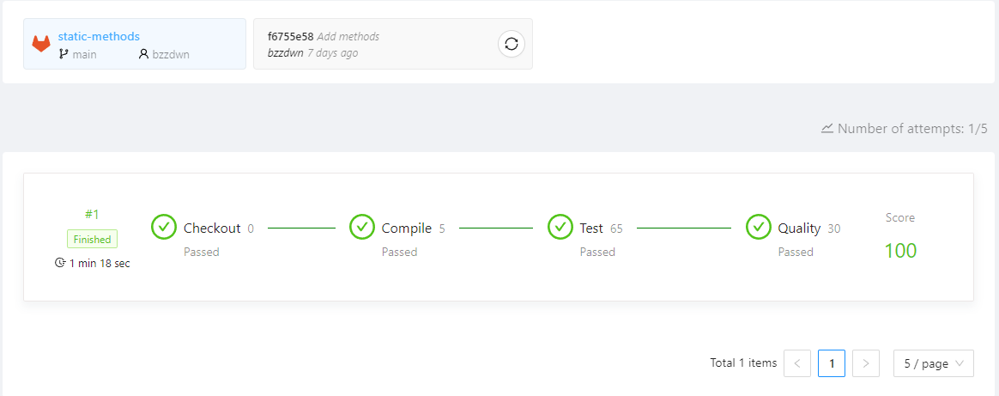 static-methods
main bzzdwn
f6755e58 Add methods
bzzdwn 7 days ago
Number of attempts: 1/5
#1
Finished
1 min 18 sec
Checkout 0
Passed
Compile 5
Passed
Test 65
Passed
Quality 30
Passed
Score
100
Total 1 items < 1 > 5 / page